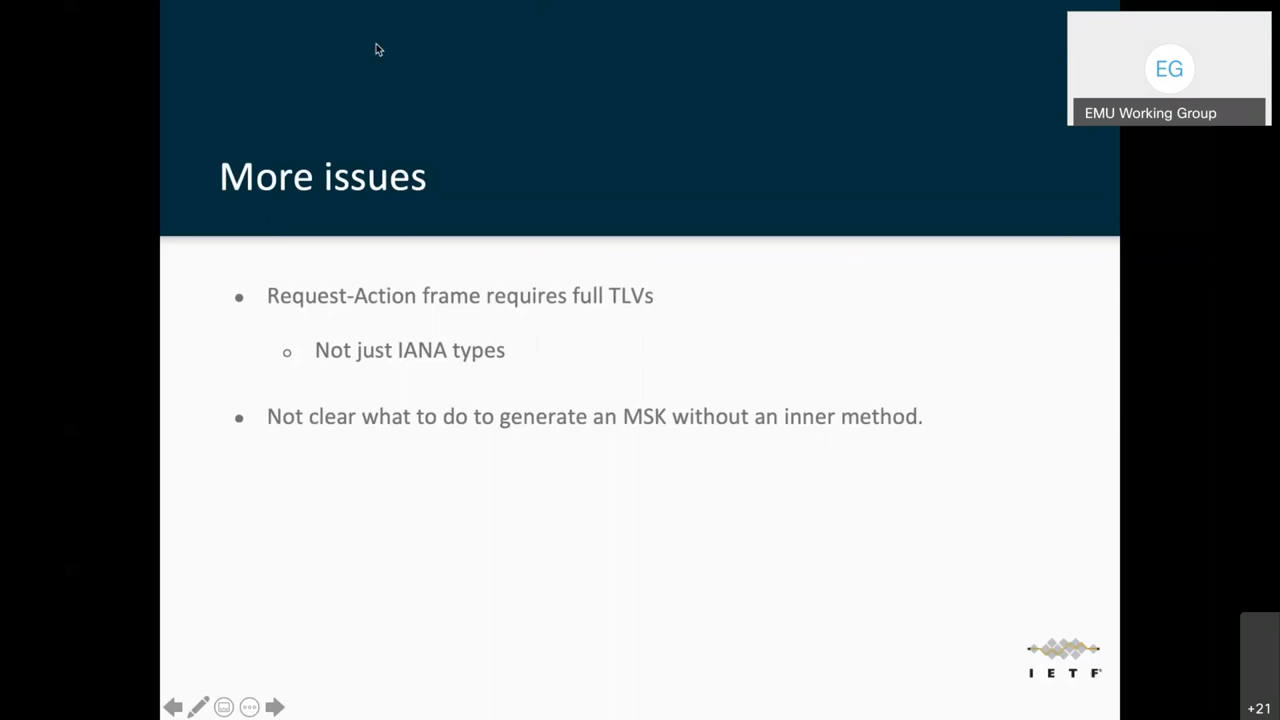 EG
EMU Working Group
More issues
Request-Action frame requires full TLVs
Not just IANA types
Not clear what to do to generate an MSK without an inner method.
I E T F
+21